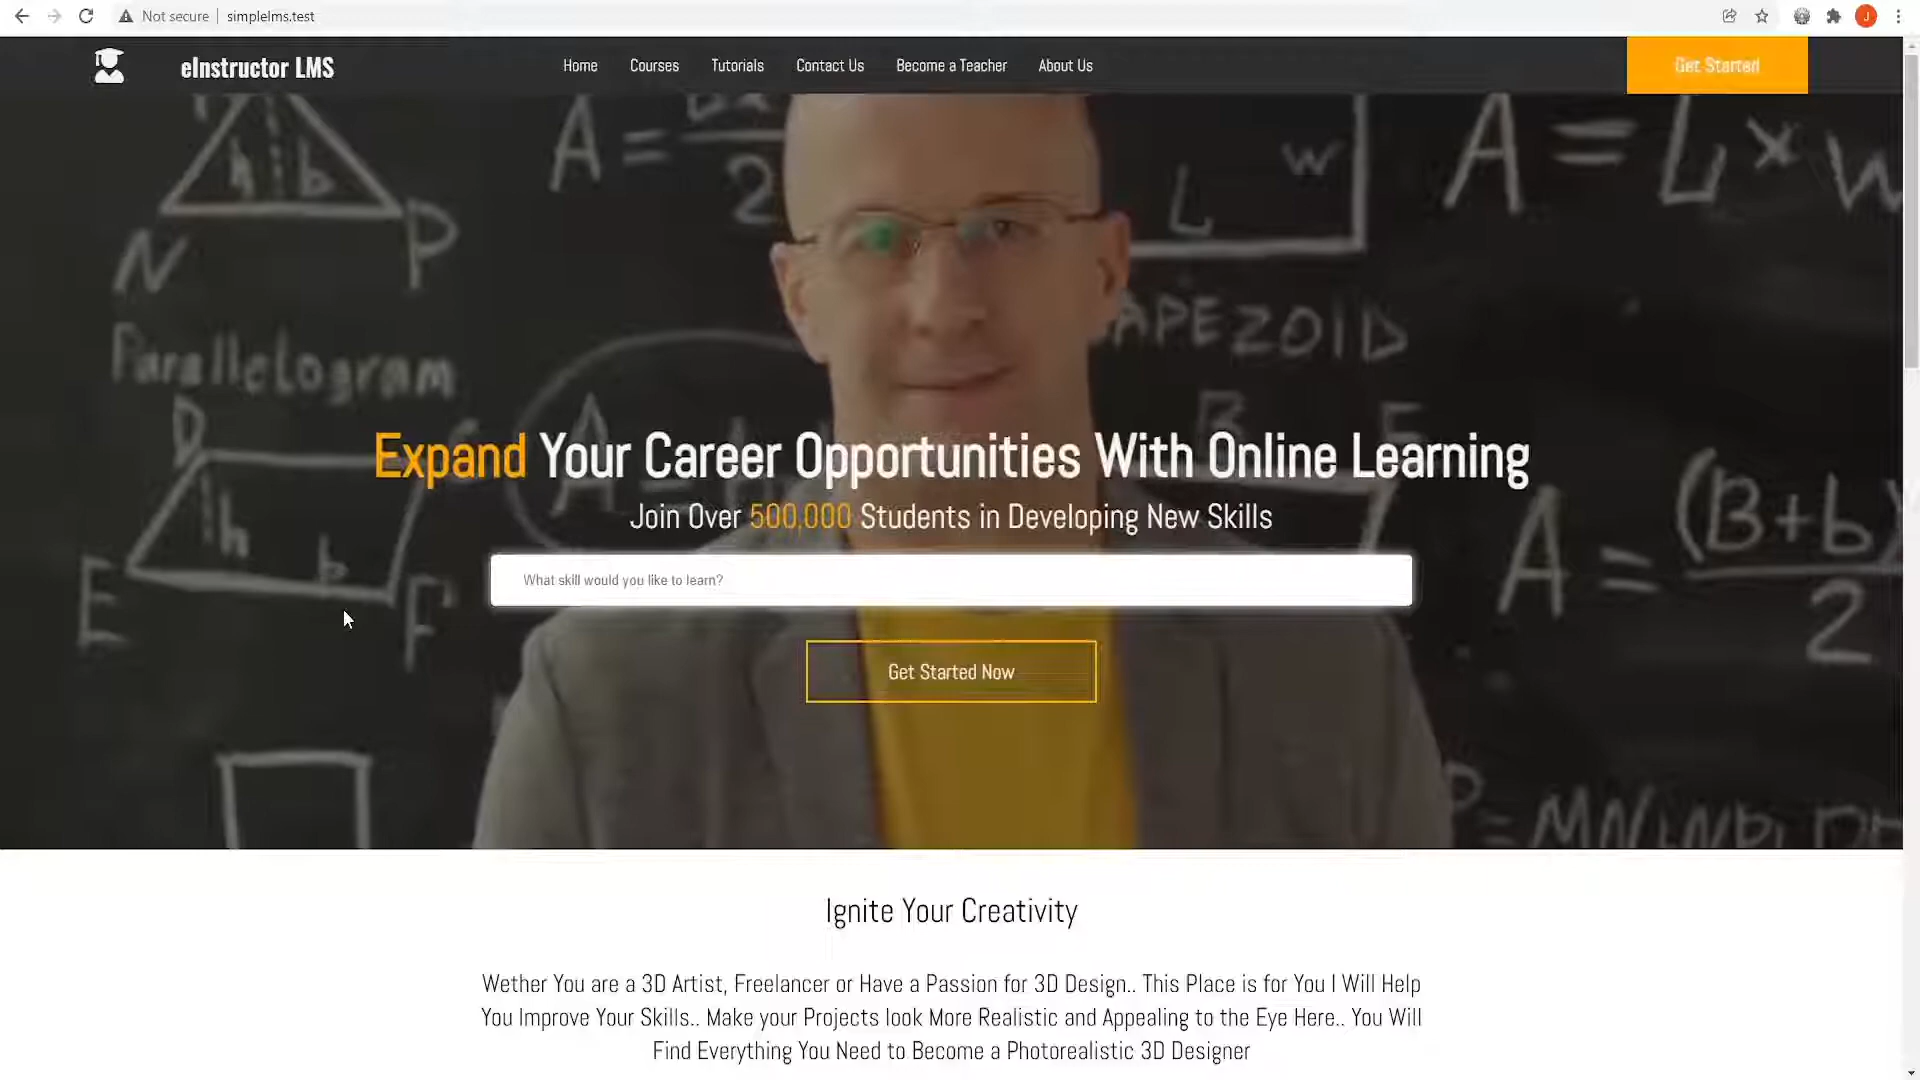 Not secure simplelms.test
J
eInstructor LMS
Home Courses Tutorials Contact Us Become a Teacher About Us
Get Started
A = 2
h b
N P
A = L x W
L W
Parallelogram
APEZOID
D
h b
E F
B E
A = (B+b)
2
Expand Your Career Opportunities With Online Learning
Join Over 500,000 Students in Developing New Skills
What skill would you like to learn?
Get Started Now
Ignite Your Creativity
Wether You are a 3D Artist, Freelancer or Have a Passion for 3D Design.. This Place is for You I Will Help
You Improve Your Skills.. Make your Projects look More Realistic and Appealing to the Eye Here.. You Will
Find Everything You Need to Become a Photorealistic 3D Designer